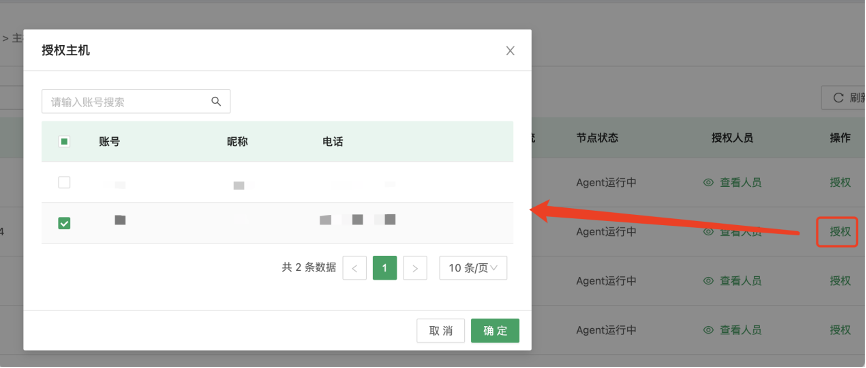 > 主
授权主机
请输入账号搜索
刷新
账号 昵称 电话
节点状态 授权人员 操作
Agent运行中 查看人员 授权
4 Agent运行中 查看人员 授权
共 2 条数据 < 1 > 10 条/页
Agent运行中 查看人员 授权
取 消 确 定
Agent运行中 查看人员 授权